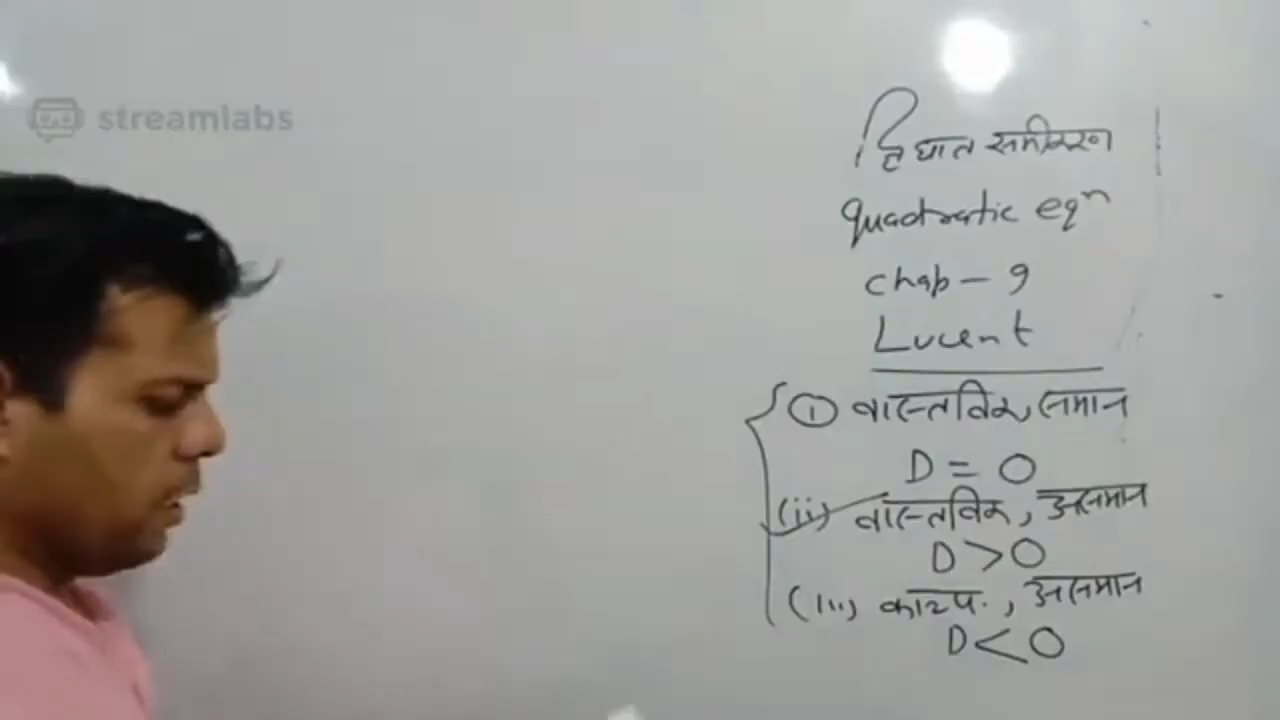 streamlabs
द्विघात समीकरण
quadratic eqⁿ
chap - 9
Lucent
(i) वास्तविक, समान
D = 0
(ii) वास्तविक, असमान
D > 0
(iii) काल्प., असमान
D < 0